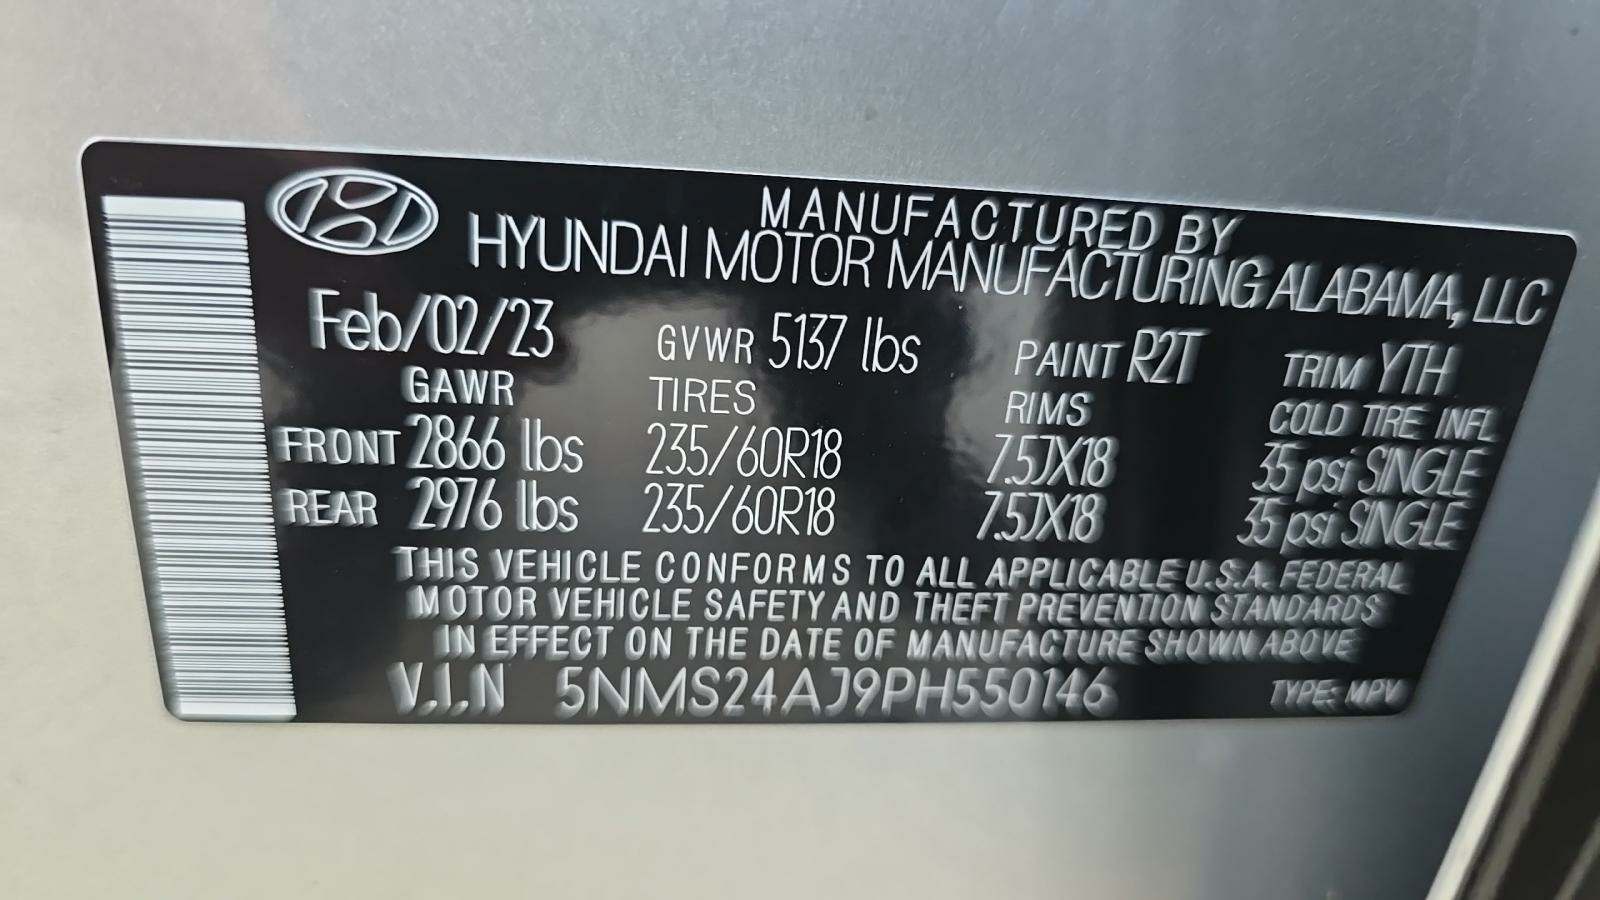 MANUFACTURED BY
HYUNDAI MOTOR MANUFACTURING ALABAMA, LLC
Feb/02/23 GVWR 5137 lbs PAINT R2T TRIM YTH
GAWR TIRES RIMS COLD TIRE INFL
FRONT 2866 lbs 235/60R18 7.5JX18 35 psi SINGLE
REAR 2976 lbs 235/60R18 7.5JX18 35 psi SINGLE
THIS VEHICLE CONFORMS TO ALL APPLICABLE U.S.A. FEDERAL
MOTOR VEHICLE SAFETY AND THEFT PREVENTION STANDARDS
IN EFFECT ON THE DATE OF MANUFACTURE SHOWN ABOVE
V.I.N 5NMS24AJ9PH550146 TYPE: MPV